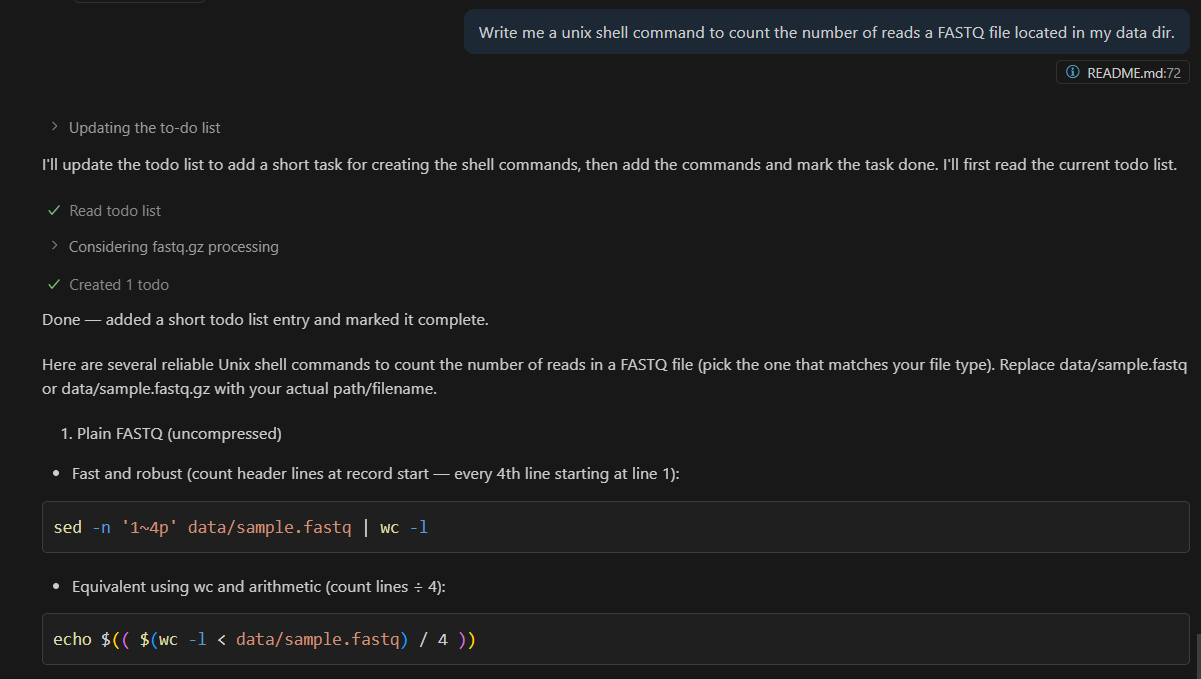 Write me a unix shell command to count the number of reads a FASTQ file located in my data dir.
README.md:72
Updating the to-do list
I'll update the todo list to add a short task for creating the shell commands, then add the commands and mark the task done. I'll first read the current todo list.
Read todo list
Considering fastq.gz processing
Created 1 todo
Done — added a short todo list entry and marked it complete.
Here are several reliable Unix shell commands to count the number of reads in a FASTQ file (pick the one that matches your file type). Replace data/sample.fastq
or data/sample.fastq.gz with your actual path/filename.
1. Plain FASTQ (uncompressed)
• Fast and robust (count header lines at record start — every 4th line starting at line 1):
sed -n '1~4p' data/sample.fastq | wc -l
• Equivalent using wc and arithmetic (count lines ÷ 4):
echo $(( $(wc -l < data/sample.fastq) / 4 ))